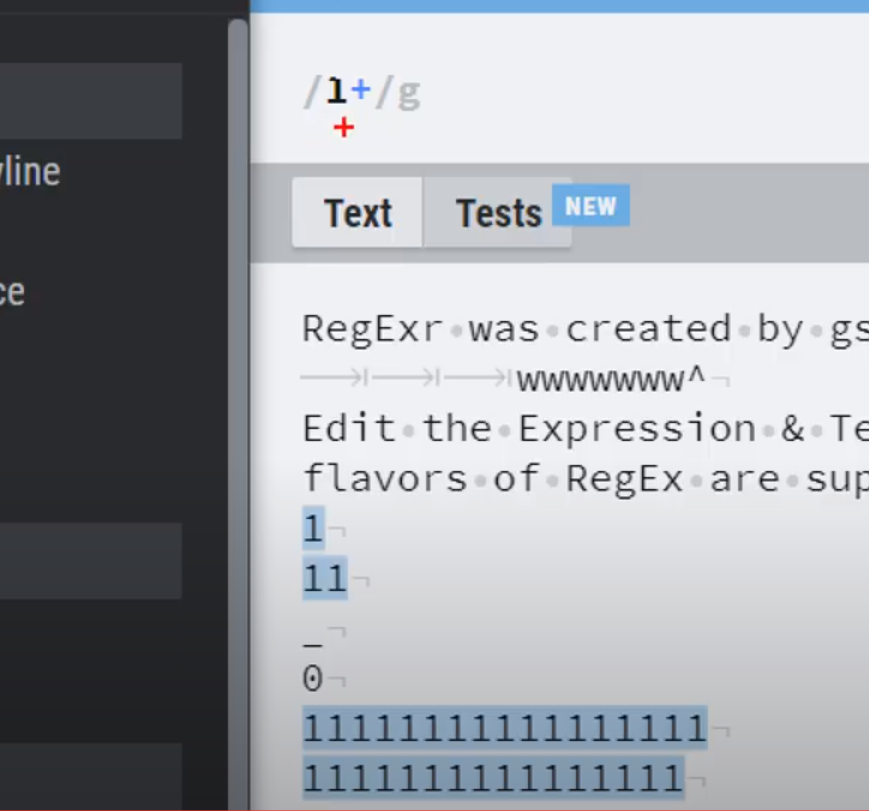 /1+/g
+
yline
Text Tests NEW
ce
RegExr was created by gs
wwwwwww^
Edit the Expression & Te
flavors of RegEx are sup
1
11
_
0
11111111111111111
1111111111111111